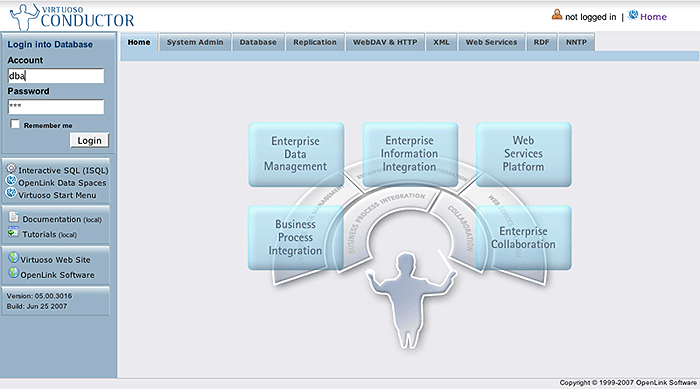 VIRTUOSO
CONDUCTOR
not logged in | Home
Login into Database
Account
dba
Password
***
Remember me
Login
Interactive SQL (ISQL)
OpenLink Data Spaces
Virtuoso Start Menu
Documentation (local)
Tutorials (local)
Virtuoso Web Site
OpenLink Software
Version: 05.00.3016
Build: Jun 25 2007
Home System Admin Database Replication WebDAV & HTTP XML Web Services RDF NNTP
Enterprise
Data
Management
Enterprise
Information
Integration
Web
Services
Platform
Business
Process
Integration
Enterprise
Collaboration
BUSINESS PROCESS INTEGRATION
COLLABORATION
Copyright © 1999-2007 OpenLink Software